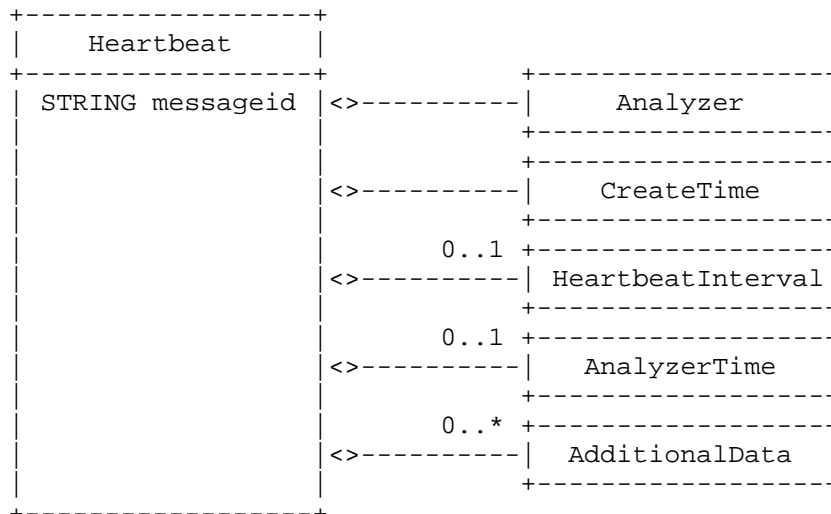 Heartbeat
STRING messageid <>---------- Analyzer
<>---------- CreateTime
0..1
<>---------- HeartbeatInterval
0..1
<>---------- AnalyzerTime
0..*
<>---------- AdditionalData